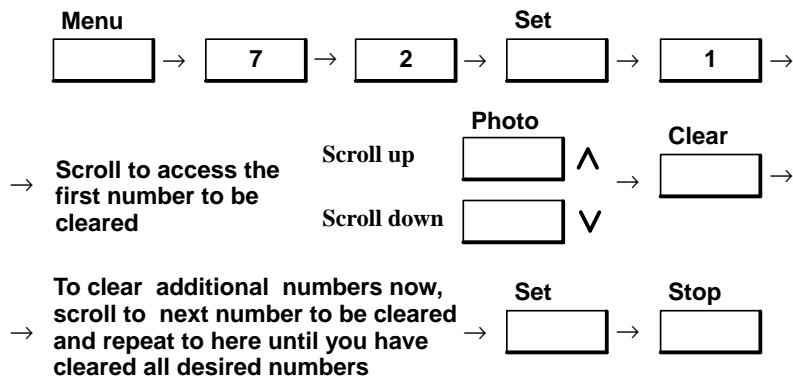 Menu
Set
→ 7 → 2 → → 1 →
Photo
Clear
→ Scroll to access the
first number to be
cleared
Scroll up
∧
→ →
Scroll down
∨
→ To clear additional numbers now,
scroll to next number to be cleared
and repeat to here until you have
cleared all desired numbers
→ Set → Stop